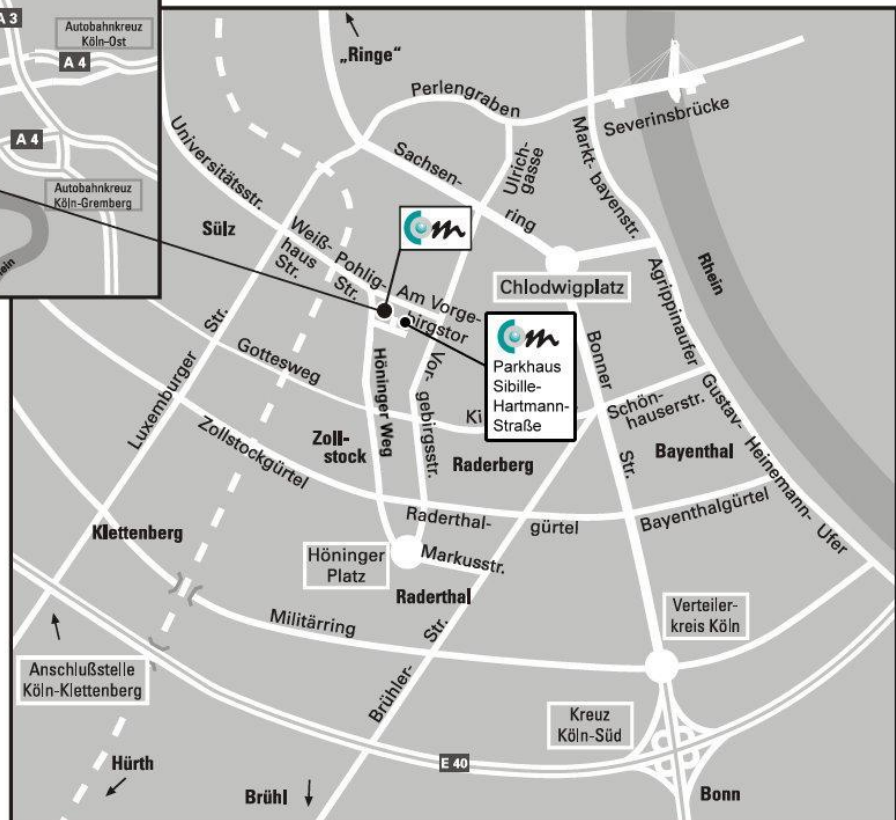 A 3
Autobahnkreuz
Köln-Ost
A 4
A 4
Autobahnkreuz
Köln-Gremberg
„Ringe“
Perlengraben
Severinsbrücke
Universitätsstr.
Sachsen-
ring
Ulrich-
gasse
Markt-
bayenstr.
Sülz
Weiß-
haus
Str.
Pohlig-
Str.
Com
Am Vorge-
birgstor
Chlodwigplatz
Rhein
Agrippinaufer
Luxemburger
Str.
Gottesweg
Höninger Weg
Vor-
gebirgsstr.
Com
Parkhaus
Sibille-
Hartmann-
Straße
Bonner
Str.
Schön-
hauserstr.
Gustav-
Heinemann-
Ufer
Zoll-
stock
Zollstockgürtel
Raderberg
Bayenthal
Raderthal-
gürtel
Bayenthalgürtel
Klettenberg
Höninger
Platz
Markusstr.
Raderthal
Militärring
Verteiler-
kreis Köln
Anschlußstelle
Köln-Klettenberg
Brühler-
Str.
Kreuz
Köln-Süd
E 40
Hürth
Brühl
Bonn